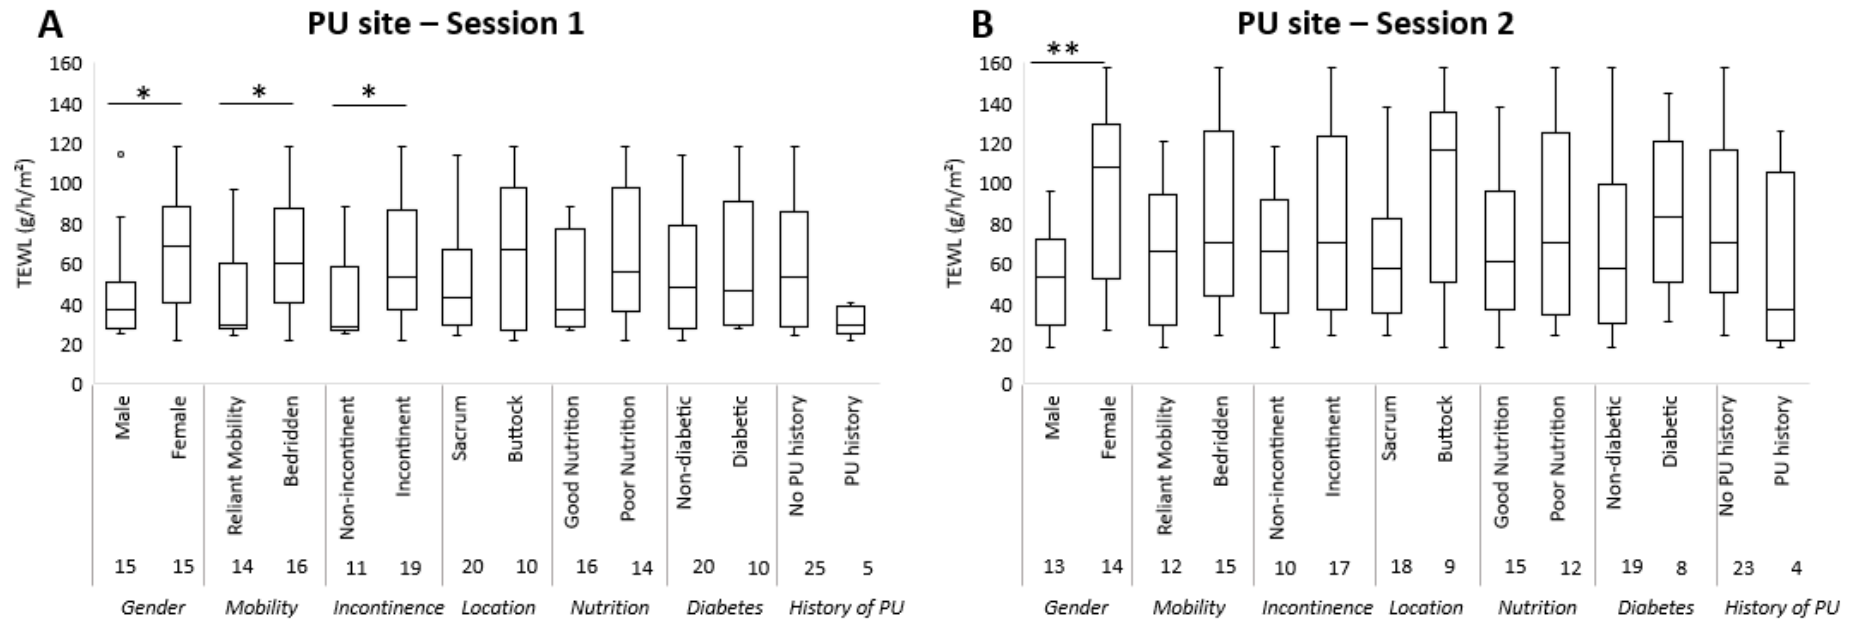 A
PU site – Session 1
TEWL (g/h/m²)
160
140
120
100
80
60
40
20
0
*
*
*
Male
Female
Reliant Mobility
Bedridden
Non-incontinent
Incontinent
Sacrum
Buttock
Good Nutrition
Poor Nutrition
Non-diabetic
Diabetic
No PU history
PU history
15 15 14 16 11 19 20 10 16 14 20 10 25 5
Gender Mobility Incontinence Location Nutrition Diabetes History of PU
B
PU site – Session 2
TEWL (g/h/m²)
160
140
120
100
80
60
40
20
0
**
Male
Female
Reliant Mobility
Bedridden
Non-incontinent
Incontinent
Sacrum
Buttock
Good Nutrition
Poor Nutrition
Non-diabetic
Diabetic
No PU history
PU history
13 14 12 15 10 17 18 9 15 12 19 8 23 4
Gender Mobility Incontinence Location Nutrition Diabetes History of PU